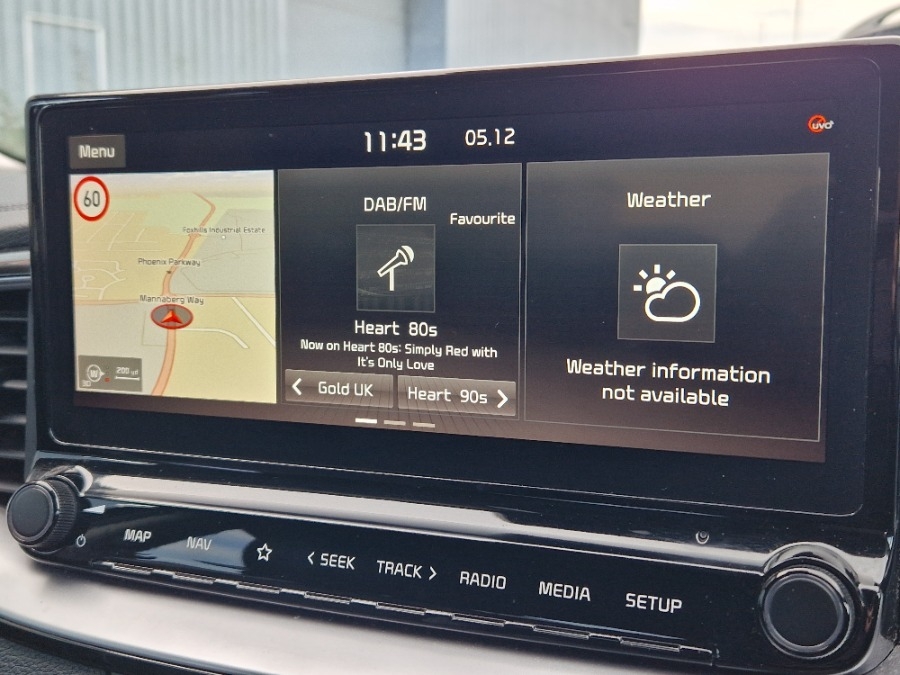 Menu
11:43
05.12
uvo
60
Foxhills Industrial Estate
Phoenix Parkway
Mannaberg Way
200 yd
DAB/FM
Favourite
Heart 80s
Now on Heart 80s: Simply Red with
It's Only Love
Gold UK
Heart 90s
Weather
Weather information
not available
MAP
NAV
SEEK
TRACK
RADIO
MEDIA
SETUP